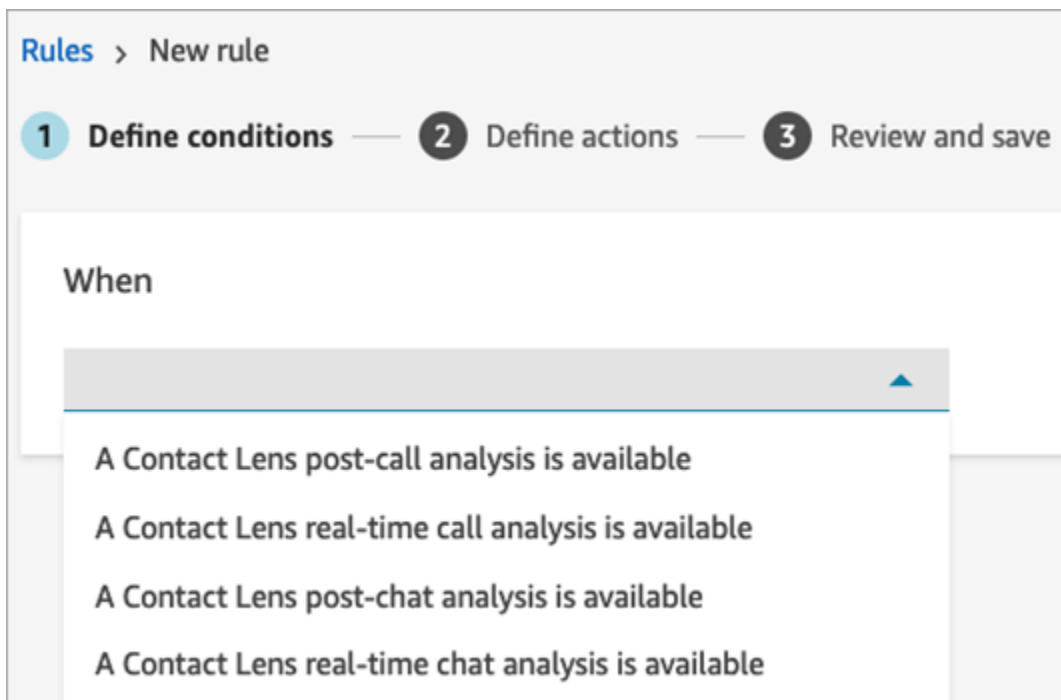 Rules > New rule
1 Define conditions 2 Define actions 3 Review and save
When
A Contact Lens post-call analysis is available
A Contact Lens real-time call analysis is available
A Contact Lens post-chat analysis is available
A Contact Lens real-time chat analysis is available